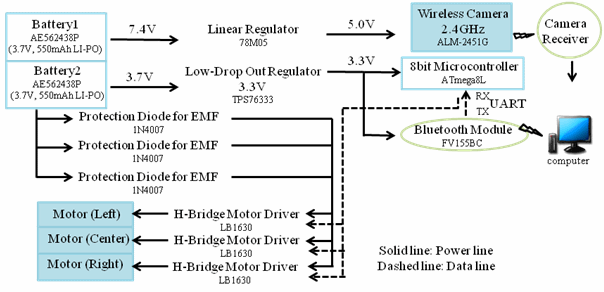 Battery1
AE562438P
(3.7V, 550mAh LI-PO)
7.4V
Linear Regulator
78M05
5.0V
Wireless Camera
2.4GHz
ALM-2451G
Camera
Receiver
Battery2
AE562438P
(3.7V, 550mAh LI-PO)
3.7V
Low-Drop Out Regulator
3.3V
TPS76333
3.3V
8bit Microcontroller
ATmega8L
RX
UART
TX
Bluetooth Module
FV155BC
computer
Protection Diode for EMF
1N4007
Protection Diode for EMF
1N4007
Protection Diode for EMF
1N4007
Motor (Left)
H-Bridge Motor Driver
LB1630
Motor (Center)
H-Bridge Motor Driver
LB1630
Motor (Right)
H-Bridge Motor Driver
LB1630
Solid line: Power line
Dashed line: Data line